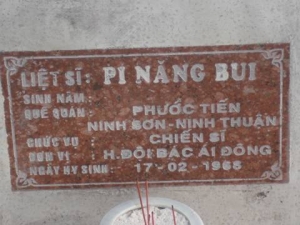 LIỆT SĨ: PI NĂNG BUI
SINH NĂM:
QUÊ QUÁN: PHƯỚC TIẾN
NINH SƠN-NINH THUẬN
CHỨC VỤ : CHIẾN SĨ
ĐƠN VỊ : H.ĐỘI BÁC ÁI ĐÔNG
NGÀY HY SINH: 17-02-1966